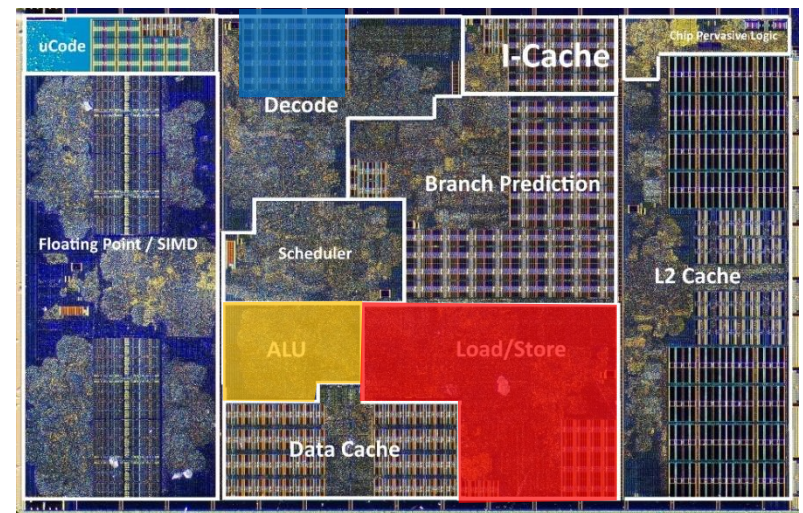 uCode
Decode
I-Cache
Chip Pervasive Logic
Branch Prediction
Floating Point / SIMD
Scheduler
L2 Cache
ALU
Load/Store
Data Cache